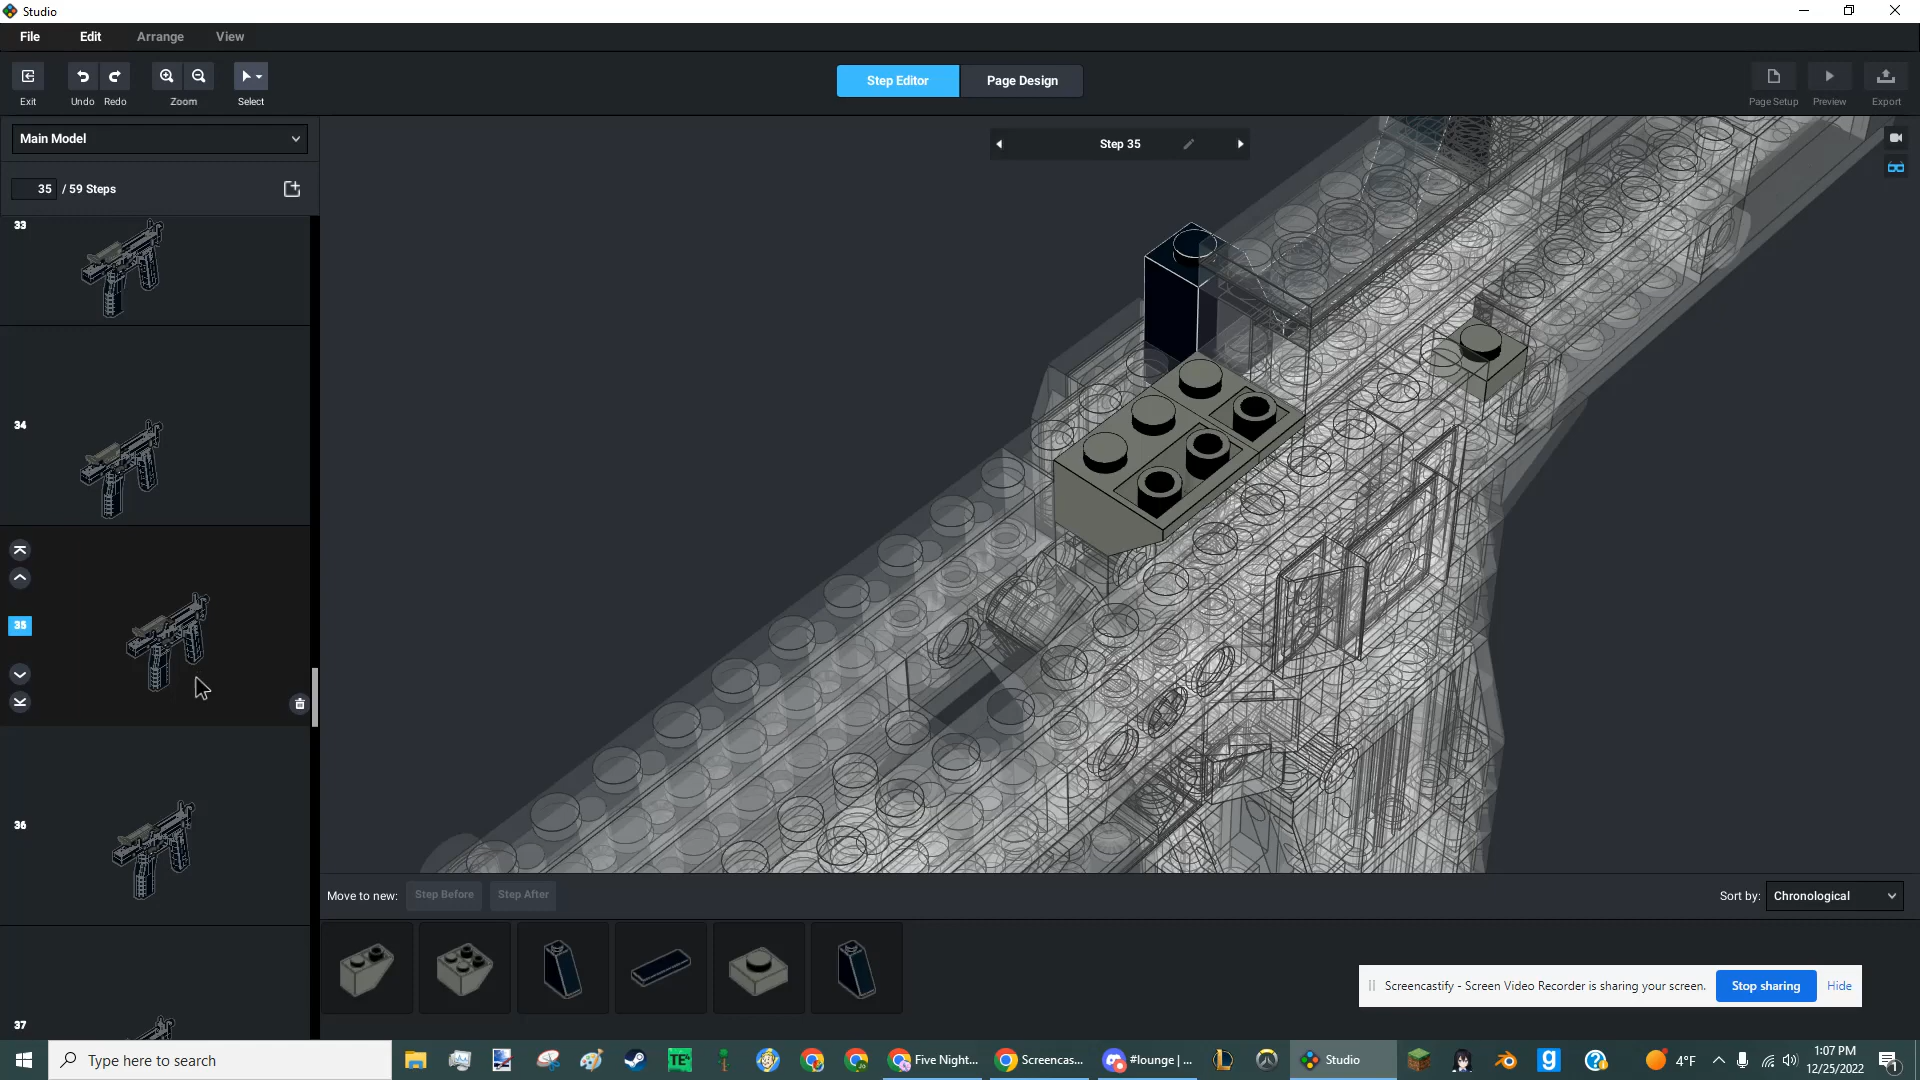 Studio
File Edit Arrange View
Exit Undo Redo Zoom Select
Step Editor Page Design
Page Setup Preview Export
Main Model
Step 35
35 / 59 Steps
33
34
35
36
37
Move to new: Step Before Step After
Sort by: Chronological
Screencastify - Screen Video Recorder is sharing your screen. Stop sharing Hide
Type here to search
TE
Five Night...
Screencas...
#lounge | ...
Studio
g
4°F
1:07 PM
12/25/2022
1